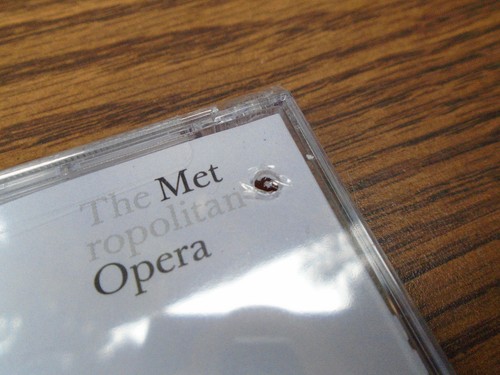 The Met
ropolitan
Opera